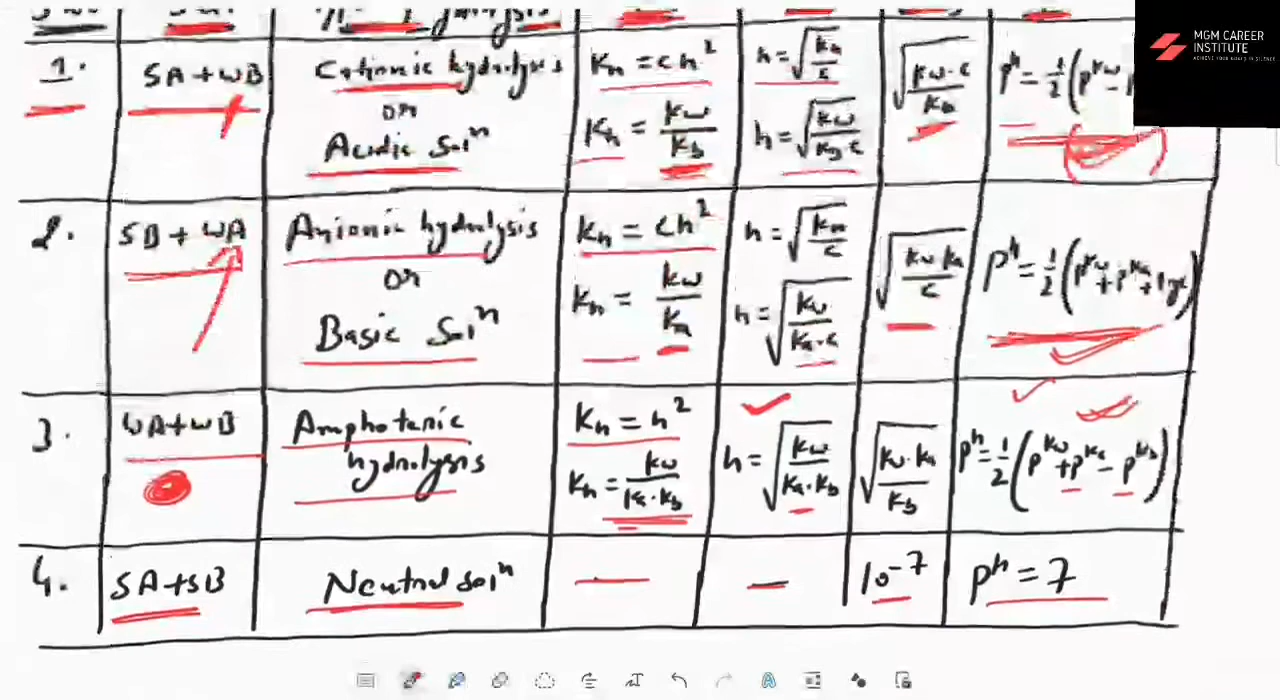 MGM CAREER
INSTITUTE
1. SA+WB Cationic hydrolysis or Acidic Solⁿ Kh = ch² Kh = Kw/Kb h = √(Kh/c) h = √(Kw/Kb·c) √(Kw·c/Kb) pH = 1/2 (pKw -
2. SB + WA Anionic hydrolysis or Basic Solⁿ Kh = ch² Kh = Kw/Ka h = √(Kh/c) h = √(Kw/Ka·c) √(Kw·Ka/c) pH = 1/2 (pKw + pKa + log c)
3. WA+WB Amphoteric hydrolysis Kh = h² Kh = Kw/Ka·Kb h = √(Kw/Ka·Kb) √(Kw·Ka/Kb) pH = 1/2 (pKw + pKa - pKb)
4. SA+SB Neutral solⁿ — — 10⁻⁷ pH = 7